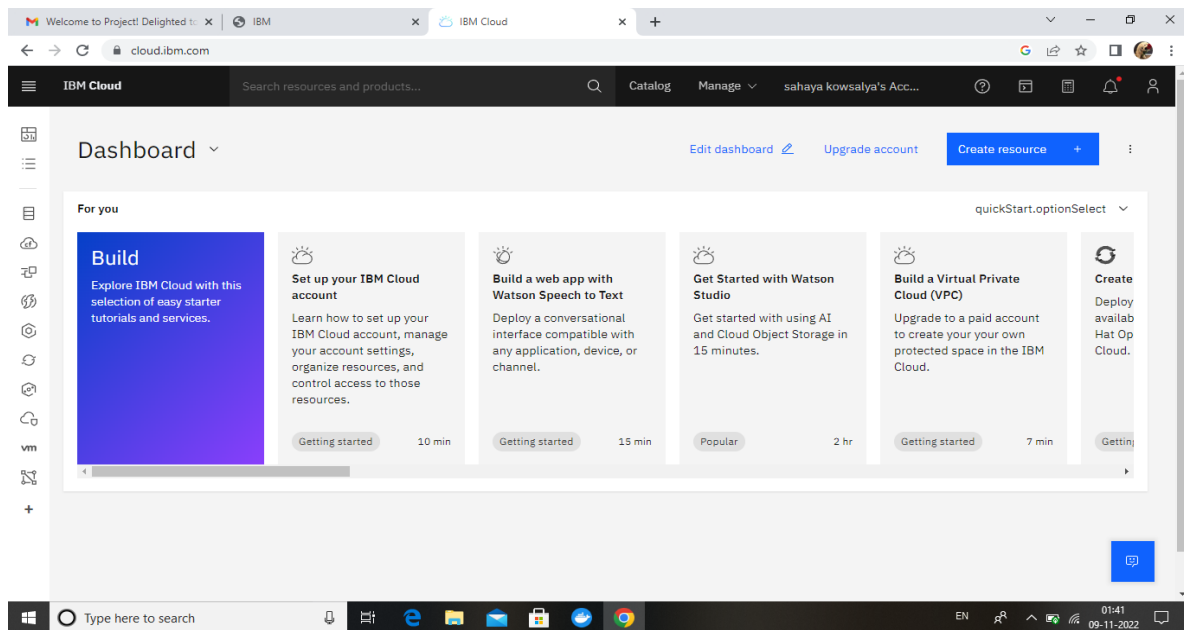 Welcome to Project! Delighted to
IBM
IBM Cloud
cloud.ibm.com
IBM Cloud
Search resources and products...
Catalog
Manage
sahaya kowsalya's Acc...
Dashboard
Edit dashboard
Upgrade account
Create resource +
For you
quickStart.optionSelect
Build
Explore IBM Cloud with this
selection of easy starter
tutorials and services.
Set up your IBM Cloud
account
Learn how to set up your
IBM Cloud account, manage
your account settings,
organize resources, and
control access to those
resources.
Getting started
10 min
Build a web app with
Watson Speech to Text
Deploy a conversational
interface compatible with
any application, device, or
channel.
Getting started
15 min
Get Started with Watson
Studio
Get started with using AI
and Cloud Object Storage in
15 minutes.
Popular
2 hr
Build a Virtual Private
Cloud (VPC)
Upgrade to a paid account
to create your your own
protected space in the IBM
Cloud.
Getting started
7 min
Create
Deploy
availab
Hat Op
Cloud.
Getting
vm
Type here to search
EN
01:41
09-11-2022